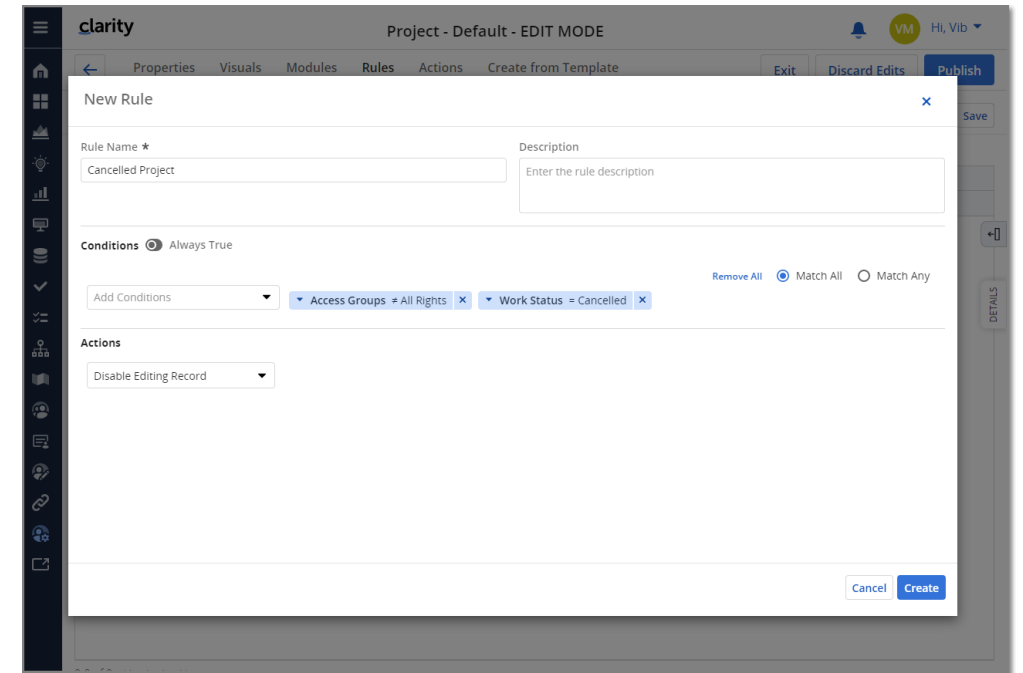 clarity
Project - Default - EDIT MODE
VM Hi, Vib
Properties Visuals Modules Rules Actions Create from Template
Exit Discard Edits Publish
New Rule
Save
Rule Name *
Description
Cancelled Project
Enter the rule description
Conditions Always True
Remove All Match All Match Any
Add Conditions
Access Groups ≠ All Rights ×
Work Status = Cancelled ×
DETAILS
Actions
Disable Editing Record
Cancel Create